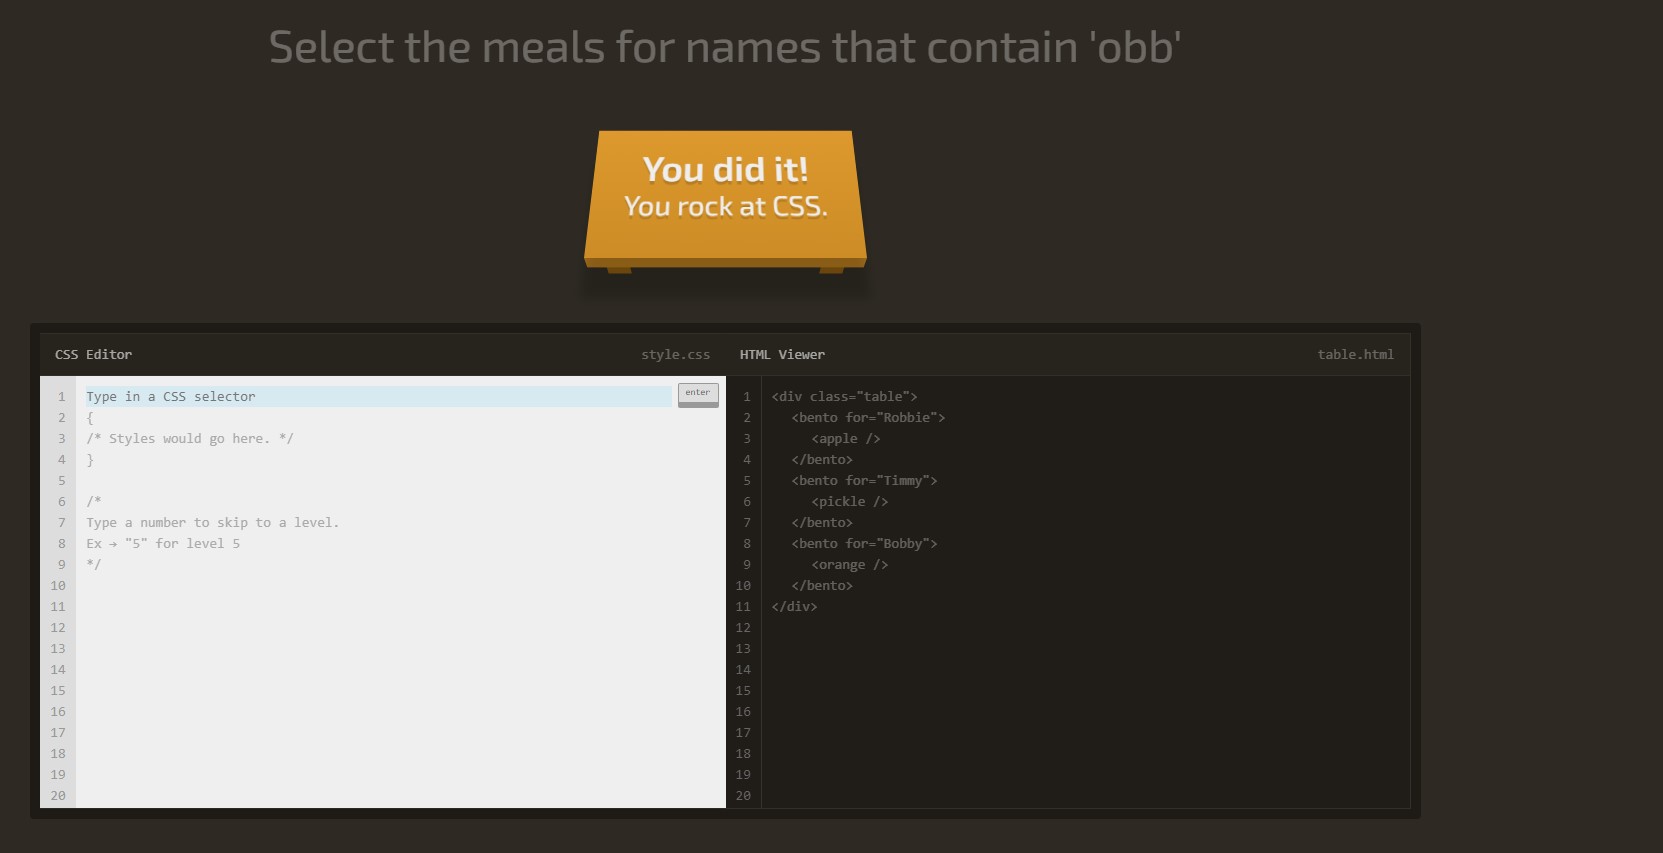 Select the meals for names that contain 'obb'
You did it!
You rock at CSS.
CSS Editor style.css
1 Type in a CSS selector enter
2 {
3 /* Styles would go here. */
4 }
5
6 /*
7 Type a number to skip to a level.
8 Ex → "5" for level 5
9 */
10
11
12
13
14
15
16
17
18
19
20
HTML Viewer table.html
1 <div class="table">
2 <bento for="Robbie">
3 <apple />
4 </bento>
5 <bento for="Timmy">
6 <pickle />
7 </bento>
8 <bento for="Bobby">
9 <orange />
10 </bento>
11 </div>
12
13
14
15
16
17
18
19
20